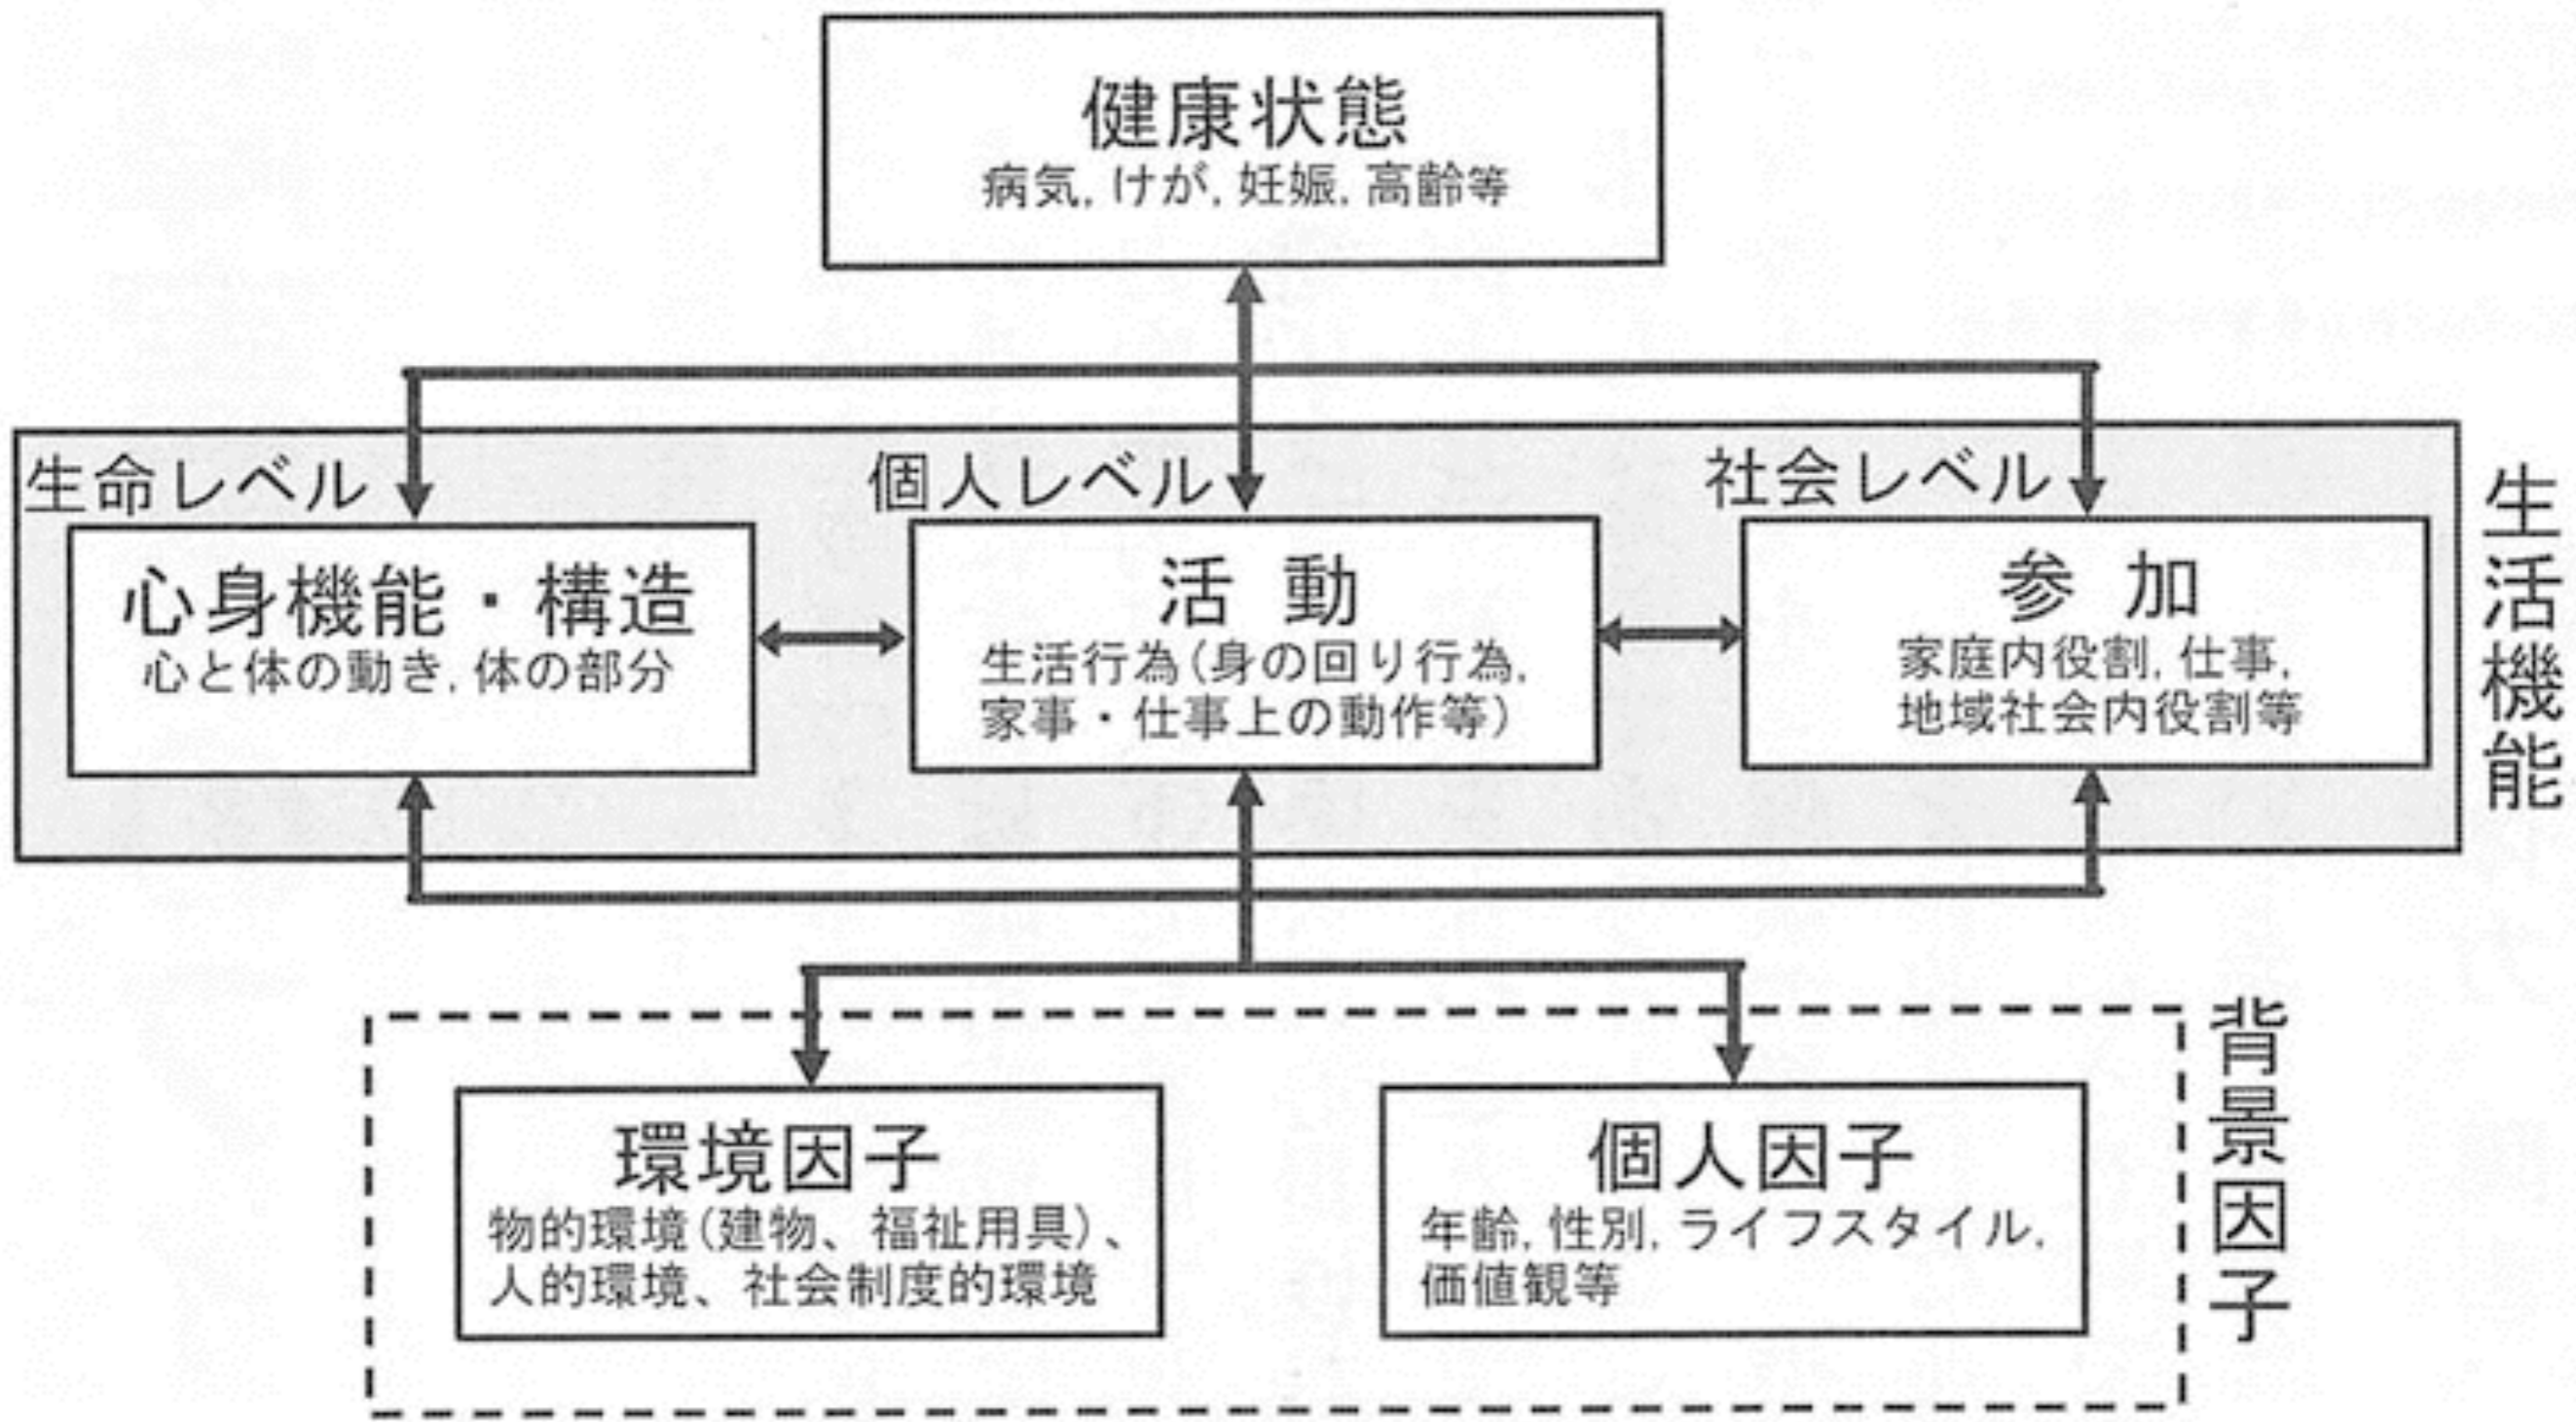 健康状態
病気, けが, 妊娠, 高齢等
生命レベル
個人レベル
社会レベル
生活機能
心身機能・構造
心と体の動き, 体の部分
活 動
生活行為(身の回り行為,
家事・仕事上の動作等)
参 加
家庭内役割, 仕事,
地域社会内役割等
背景因子
環境因子
物的環境(建物、福祉用具)、
人的環境、社会制度的環境
個人因子
年齢, 性別, ライフスタイル,
価値観等